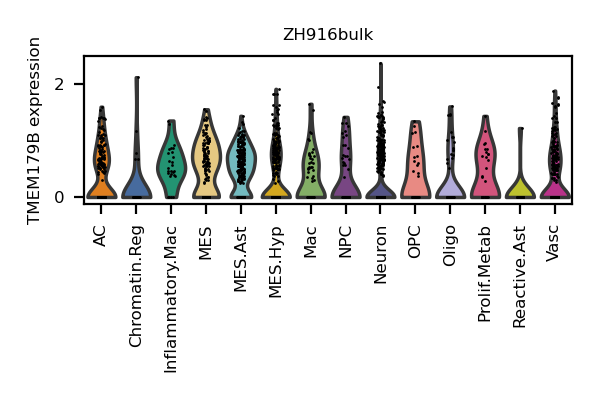 ZH916bulk
TMEM179B expression
2
0
AC
Chromatin.Reg
Inflammatory.Mac
MES
MES.Ast
MES.Hyp
Mac
NPC
Neuron
OPC
Oligo
Prolif.Metab
Reactive.Ast
Vasc